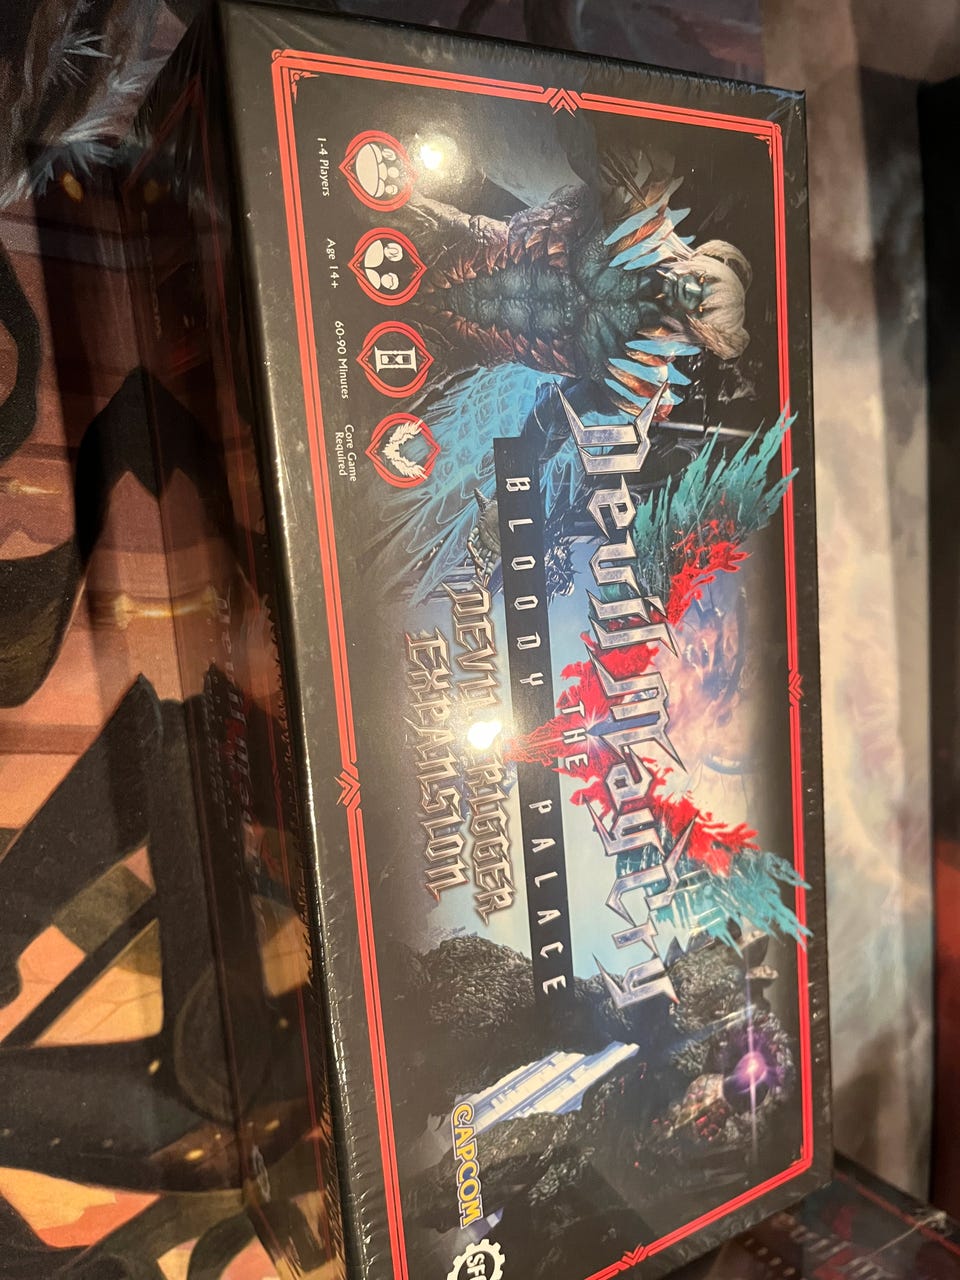 Devil May Cry
THE
BLOODY PALACE
DEVIL TRIGGER
EXPANSION
1-4 Players
Age 14+
60-90 Minutes
Core Game
Required
CAPCOM